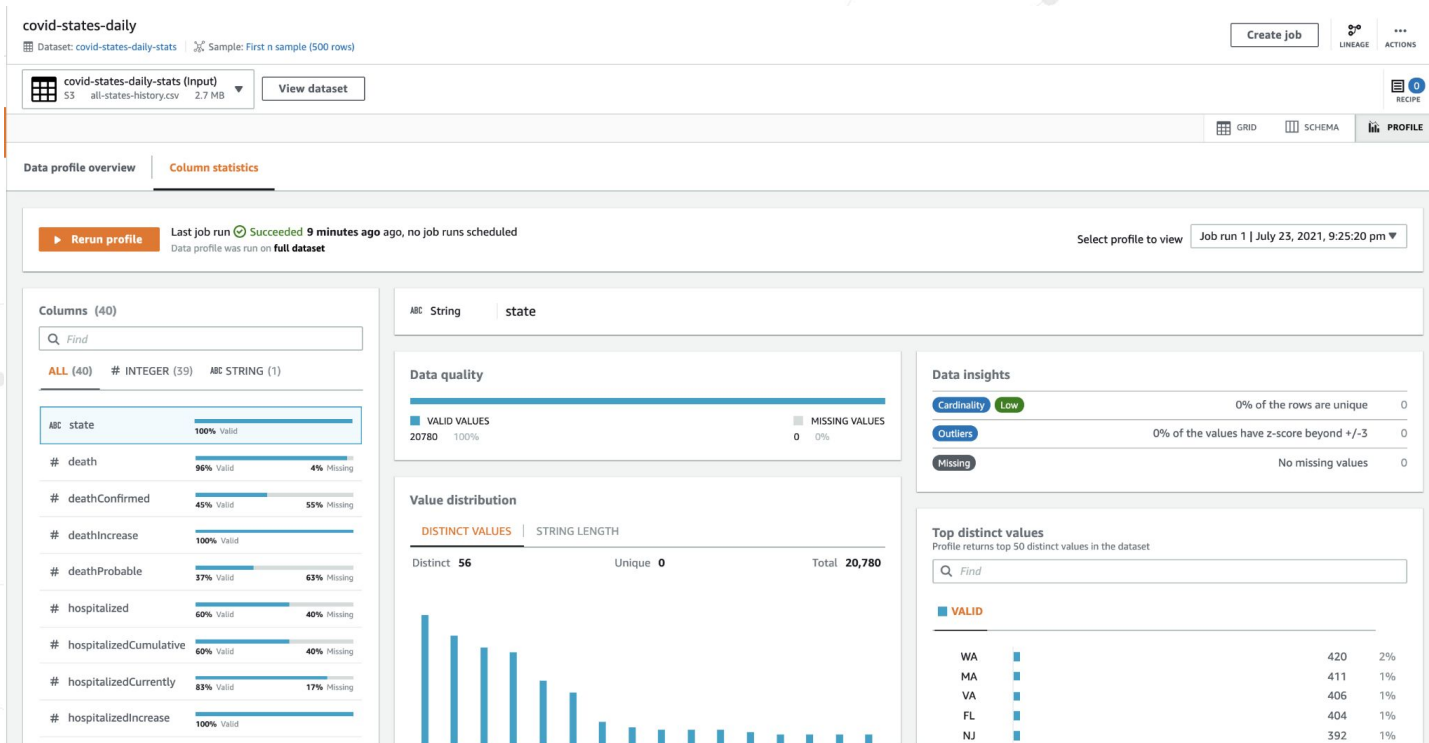 covid-states-daily
Dataset: covid-states-daily-stats Sample: First n sample (500 rows)
Create job
LINEAGE
ACTIONS
covid-states-daily-stats (Input)
S3 all-states-history.csv 2.7 MB
View dataset
0
RECIPE
GRID SCHEMA PROFILE
Data profile overview Column statistics
Rerun profile
Last job run Succeeded 9 minutes ago ago, no job runs scheduled
Data profile was run on full dataset
Select profile to view Job run 1 | July 23, 2021, 9:25:20 pm
Columns (40)
Find
ALL (40) # INTEGER (39) ABC STRING (1)
ABC state
100% Valid
# death
96% Valid 4% Missing
# deathConfirmed
45% Valid 55% Missing
# deathIncrease
100% Valid
# deathProbable
37% Valid 63% Missing
# hospitalized
60% Valid 40% Missing
# hospitalizedCumulative
60% Valid 40% Missing
# hospitalizedCurrently
83% Valid 17% Missing
# hospitalizedIncrease
100% Valid
ABC String state
Data quality
VALID VALUES MISSING VALUES
20780 100% 0 0%
Value distribution
DISTINCT VALUES STRING LENGTH
Distinct 56 Unique 0 Total 20,780
Data insights
Cardinality Low 0% of the rows are unique 0
Outliers 0% of the values have z-score beyond +/-3 0
Missing No missing values 0
Top distinct values
Profile returns top 50 distinct values in the dataset
Find
VALID
WA 420 2%
MA 411 1%
VA 406 1%
FL 404 1%
NJ 392 1%